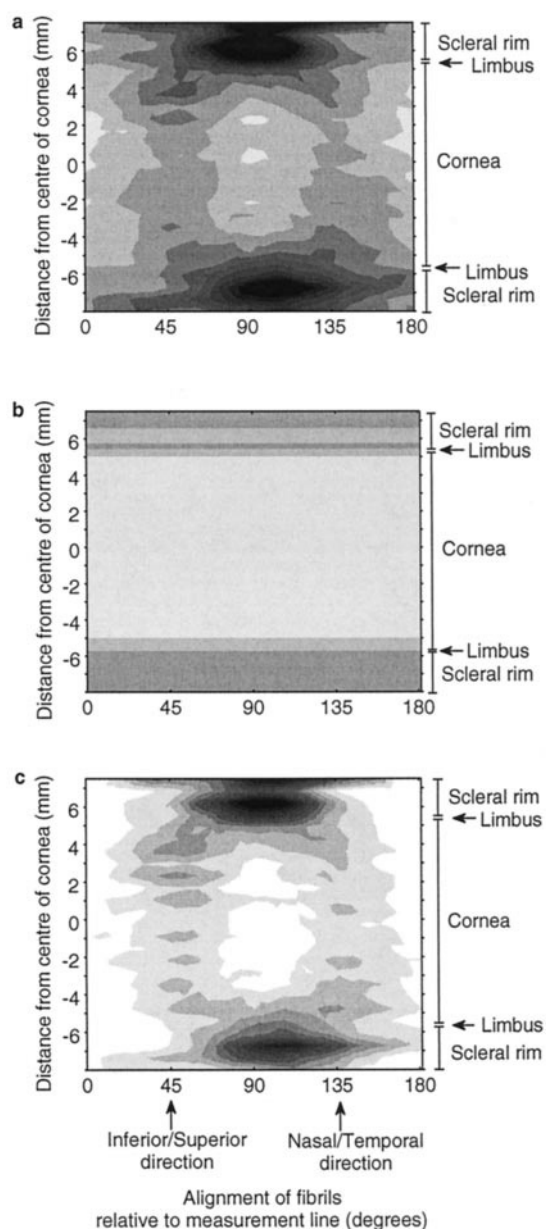 a
Distance from centre of cornea (mm)
6
4
2
0
-2
-4
-6
0 45 90 135 180
Scleral rim
Limbus
Cornea
Limbus
Scleral rim
b
Distance from centre of cornea (mm)
6
4
2
0
-2
-4
-6
0 45 90 135 180
Scleral rim
Limbus
Cornea
Limbus
Scleral rim
c
Distance from centre of cornea (mm)
6
4
2
0
-2
-4
-6
0 45 90 135 180
Scleral rim
Limbus
Cornea
Limbus
Scleral rim
Inferior/Superior
direction
Nasal/Temporal
direction
Alignment of fibrils
relative to measurement line (degrees)